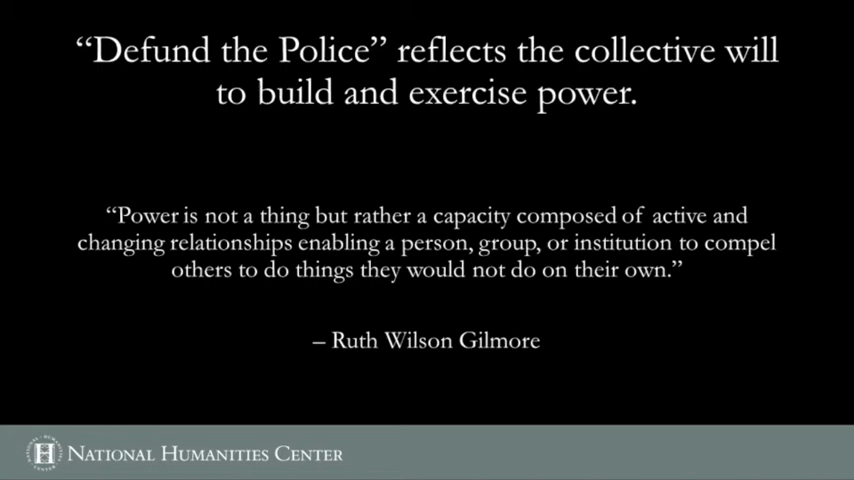 “Defund the Police” reflects the collective will
to build and exercise power.
“Power is not a thing but rather a capacity composed of active and
changing relationships enabling a person, group, or institution to compel
others to do things they would not do on their own.”
– Ruth Wilson Gilmore
H NATIONAL HUMANITIES CENTER